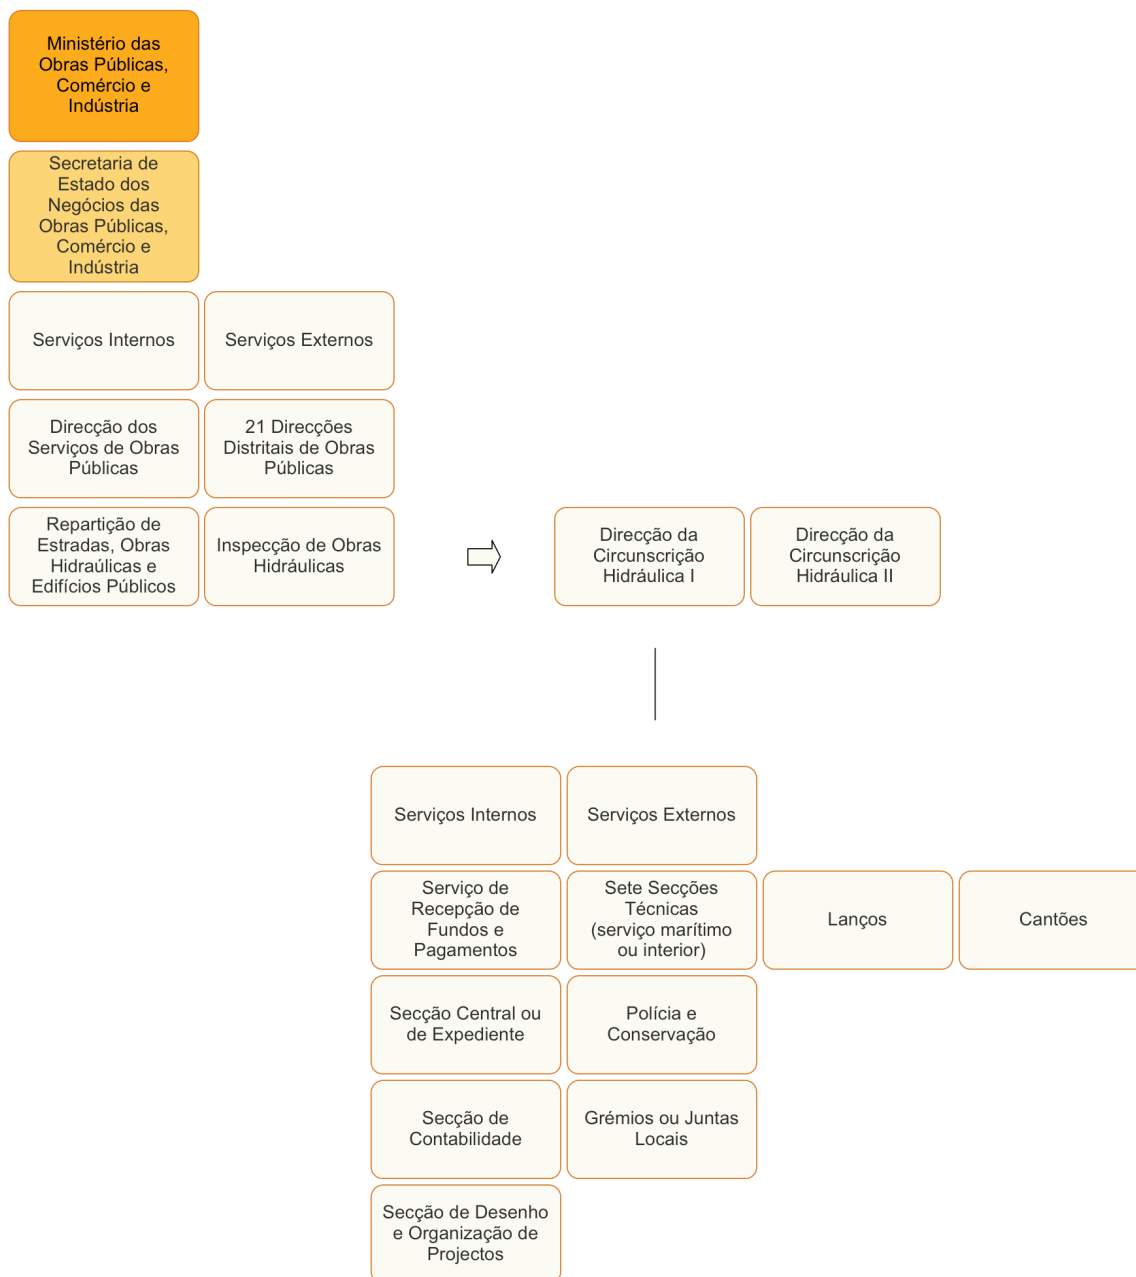 Ministério das
Obras Públicas,
Comércio e
Indústria
Secretaria de
Estado dos
Negócios das
Obras Públicas,
Comércio e
Indústria
Serviços Internos
Serviços Externos
Direcção dos
Serviços de Obras
Públicas
21 Direcções
Distritais de Obras
Públicas
Repartição de
Estradas, Obras
Hidraúlicas e
Edifícios Públicos
Inspecção de Obras
Hidráulicas
Direcção da
Circunscrição
Hidráulica I
Direcção da
Circunscrição
Hidráulica II
Serviços Internos
Serviços Externos
Serviço de
Recepção de
Fundos e
Pagamentos
Sete Secções
Técnicas
(serviço marítimo
ou interior)
Lanços
Cantões
Secção Central ou
de Expediente
Polícia e
Conservação
Secção de
Contabilidade
Grémios ou Juntas
Locais
Secção de Desenho
e Organização de
Projectos